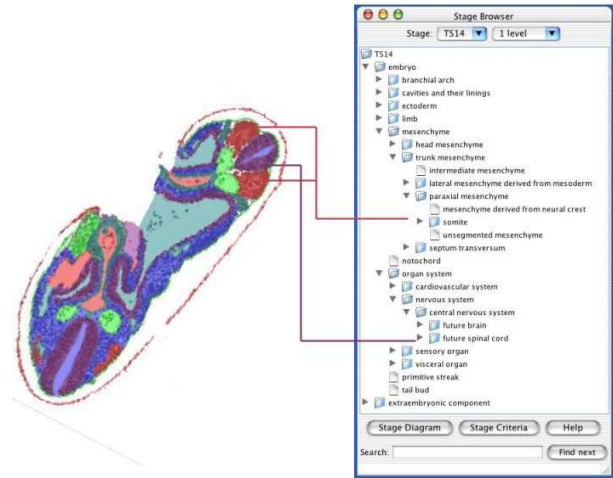 Stage Browser
Stage: TS14 1 level
TS14
embryo
branchial arch
cavities and their linings
ectoderm
limb
mesenchyme
head mesenchyme
trunk mesenchyme
intermediate mesenchyme
lateral mesenchyme derived from mesoderm
paraxial mesenchyme
mesenchyme derived from neural crest
somite
unsegmented mesenchyme
septum transversum
notochord
organ system
cardiovascular system
nervous system
central nervous system
future brain
future spinal cord
sensory organ
visceral organ
primitive streak
tail bud
extraembryonic component
Stage Diagram Stage Criteria Help
Search: Find next